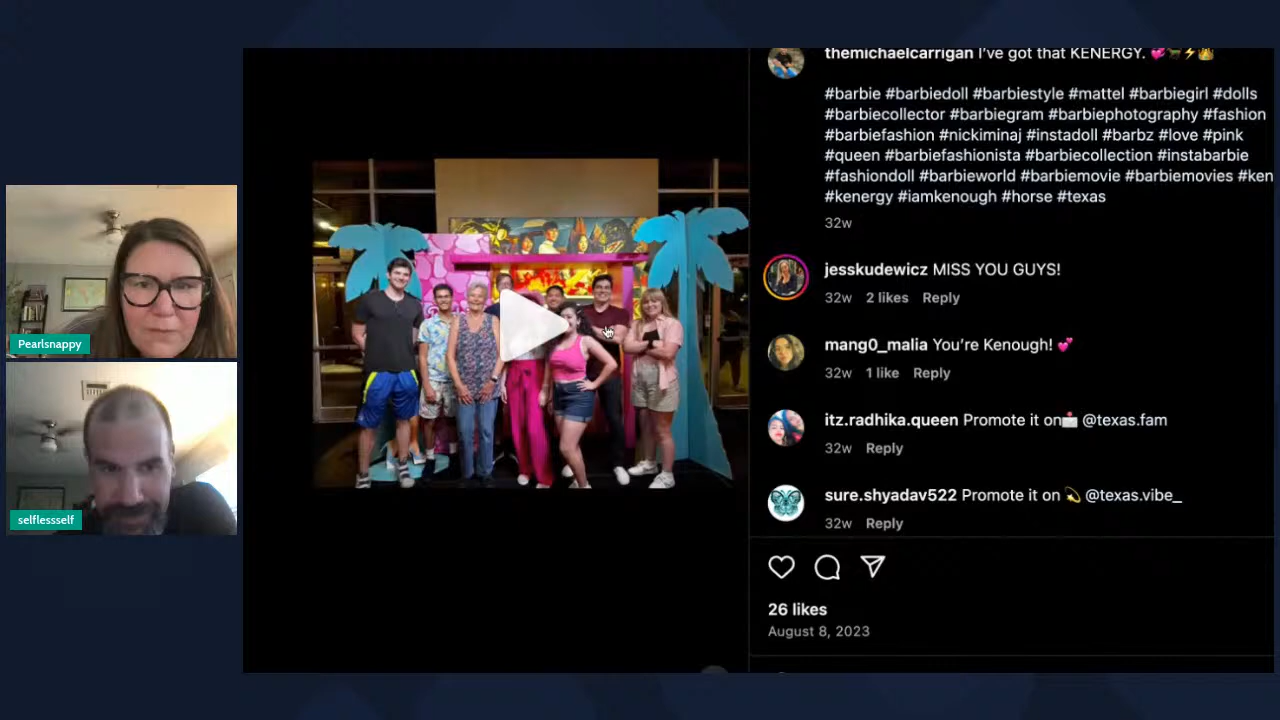 Pearlsnappy
selflessself
themichaelcarrigan I've got that KENERGY. 💞🐎⚡👸
#barbie #barbiedoll #barbiestyle #mattel #barbiegirl #dolls
#barbiecollector #barbiegram #barbiephotography #fashion
#barbiefashion #nickiminaj #instadoll #barbz #love #pink
#queen #barbiefashionista #barbiecollection #instabarbie
#fashiondoll #barbieworld #barbiemovie #barbiemovies #ken
#kenergy #iamkenough #horse #texas
32w
jesskudewicz MISS YOU GUYS!
32w 2 likes Reply
mang0_malia You're Kenough! 💞
32w 1 like Reply
itz.radhika.queen Promote it on📩 @texas.fam
32w Reply
sure.shyadav522 Promote it on 💫 @texas.vibe_
32w Reply
26 likes
August 8, 2023